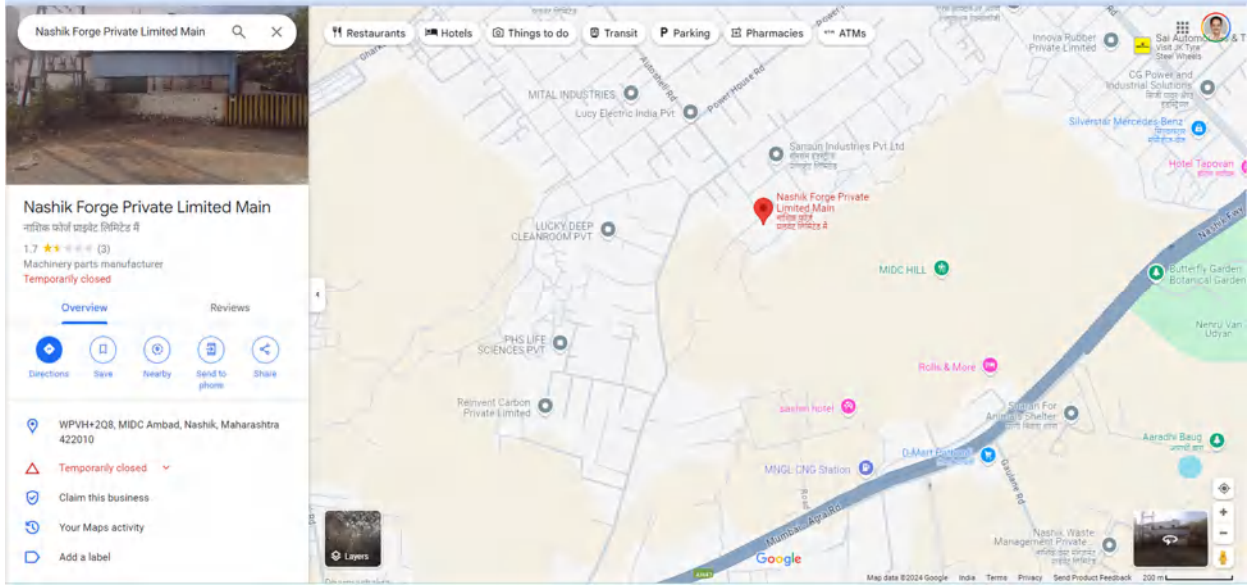 Nashik Forge Private Limited Main
Nashik Forge Private Limited Main
नाशिक फोर्ज प्राइवेट लिमिटेड मैं
1.7 (3)
Machinery parts manufacturer
Temporarily closed
Overview
Reviews
Directions
Save
Nearby
Send to
phone
Share
WPVH+2Q8, MIDC Ambad, Nashik, Maharashtra
422010
Temporarily closed
Claim this business
Your Maps activity
Add a label
Restaurants
Hotels
Things to do
Transit
Parking
Pharmacies
ATMs
Innova Rubber
Private Limited
Visit JK Tyre
Steel Wheels
CG Power and
Industrial Solutions
MITAL INDUSTRIES
Autoshell Rd
Power House Rd
Lucy Electric India Pvt
Silverstar Mercedes-Benz
Hotel Tapovan
Sansun Industries Pvt Ltd
Nashik Forge Private
Limited Main
नाशिक फोर्ज
प्राइवेट लिमिटेड मैं
LUCKY DEEP
CLEANROOM PVT
MIDC HILL
Butterfly Garden
Botanical Garden
Nehru Van
Udyan
PHS LIFE
SCIENCES PVT
Rolls & More
Reinvent Carbon
Private Limited
Aaradhi Baug
MNGL CNG Station
Gaulane Rd
Road
Mumbai - Agra Rd
Nashik Waste
Management Private
Layers
Google
Map data ©2024 Google
India
Terms
Privacy
Send Product Feedback
200 m